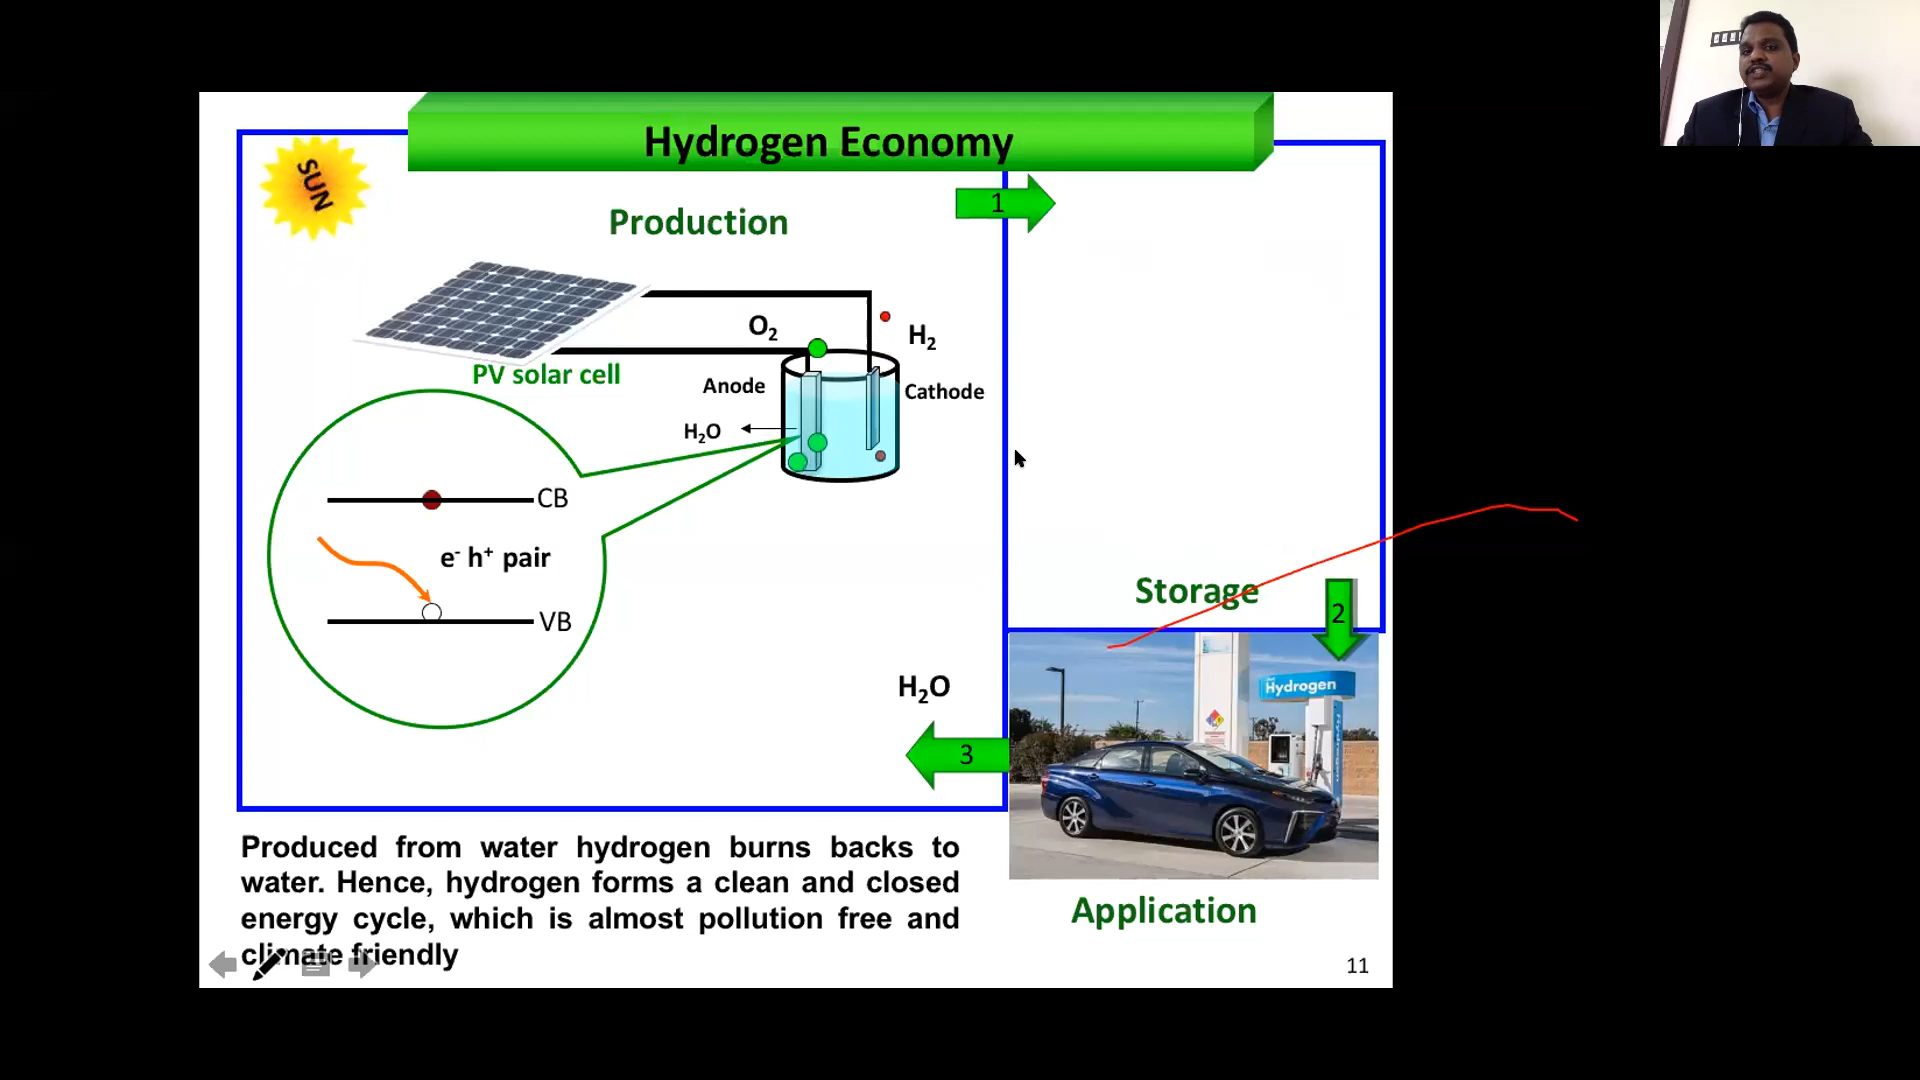 Hydrogen Economy
SUN
1
Production
O2
H2
PV solar cell
Anode
Cathode
H2O
CB
e- h+ pair
VB
Storage
2
H2O
Hydrogen
Hydrogen
3
Produced from water hydrogen burns backs to
water. Hence, hydrogen forms a clean and closed
energy cycle, which is almost pollution free and
climate friendly
Application
11